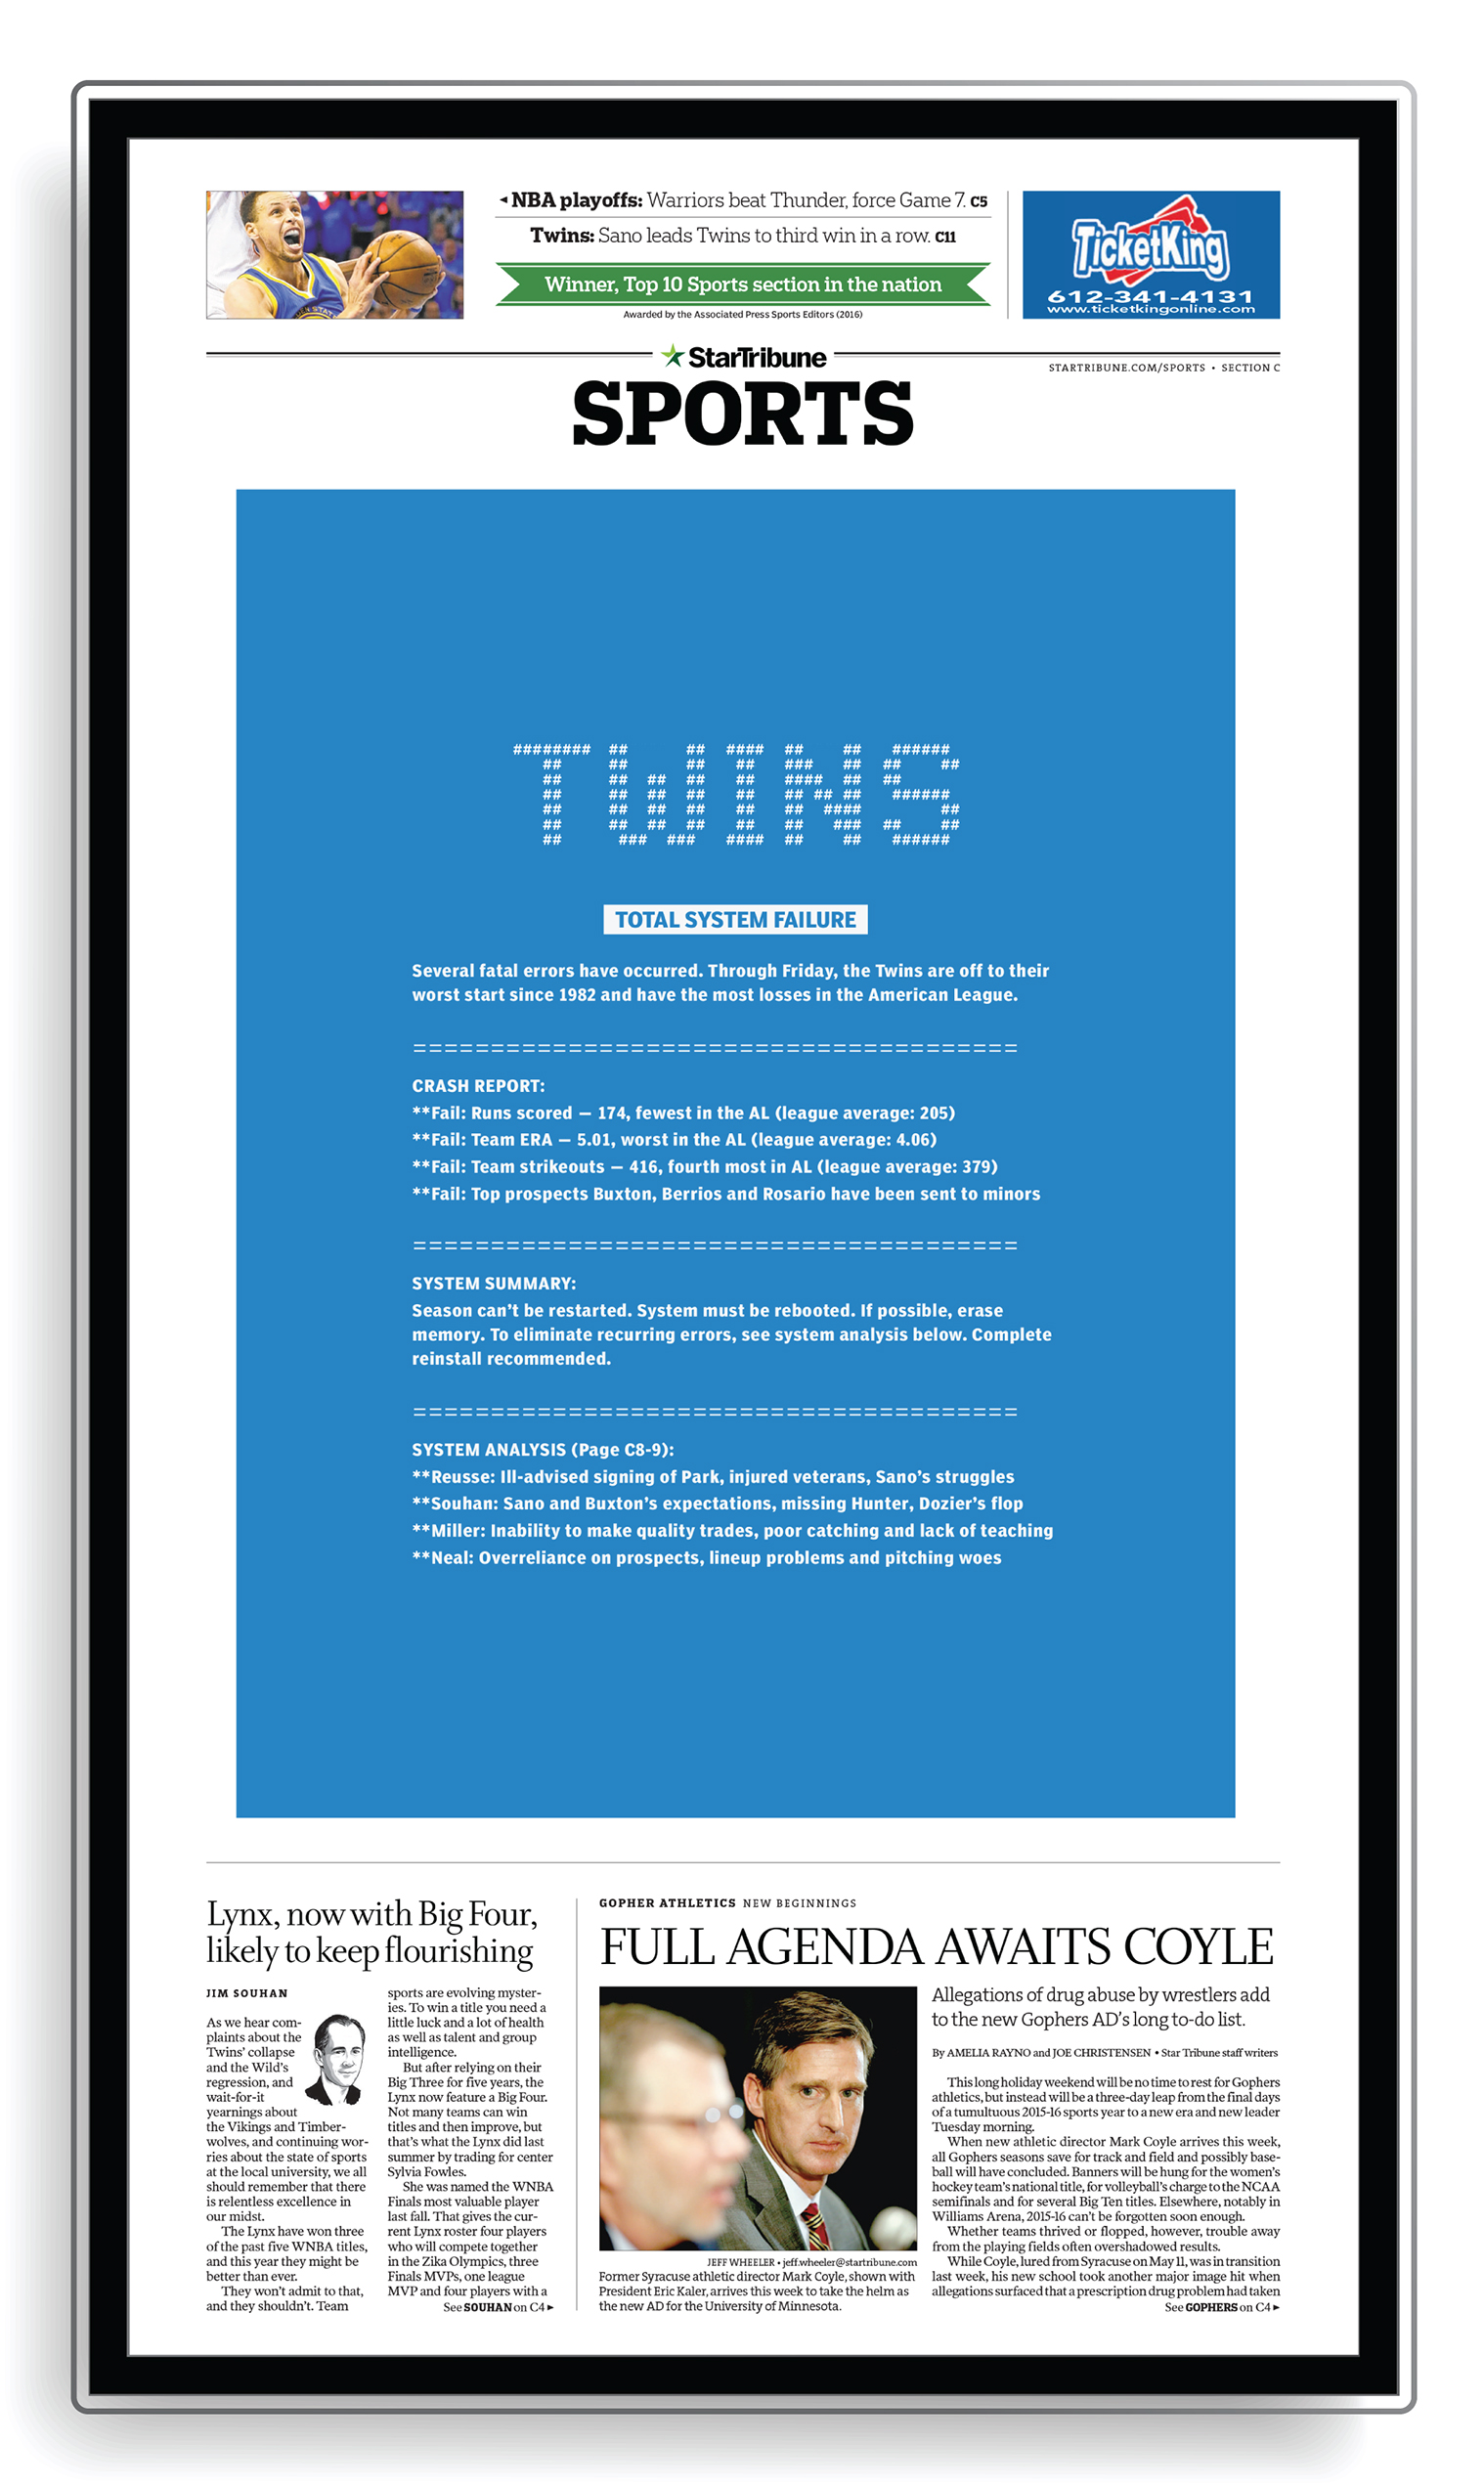 ◄ NBA playoffs: Warriors beat Thunder, force Game 7. C5
Twins: Sano leads Twins to third win in a row. C11
Winner, Top 10 Sports section in the nation
Awarded by the Associated Press Sports Editors (2016)
TicketKing
612-341-4131
www.ticketkingonline.com
StarTribune
STARTRIBUNE.COM/SPORTS • SECTION C
SPORTS
TWINS
TOTAL SYSTEM FAILURE
Several fatal errors have occurred. Through Friday, the Twins are off to their
worst start since 1982 and have the most losses in the American League.
=======================================
CRASH REPORT:
**Fail: Runs scored — 174, fewest in the AL (league average: 205)
**Fail: Team ERA — 5.01, worst in the AL (league average: 4.06)
**Fail: Team strikeouts — 416, fourth most in AL (league average: 379)
**Fail: Top prospects Buxton, Berrios and Rosario have been sent to minors
=======================================
SYSTEM SUMMARY:
Season can't be restarted. System must be rebooted. If possible, erase
memory. To eliminate recurring errors, see system analysis below. Complete
reinstall recommended.
=======================================
SYSTEM ANALYSIS (Page C8-9):
**Reusse: Ill-advised signing of Park, injured veterans, Sano's struggles
**Souhan: Sano and Buxton's expectations, missing Hunter, Dozier's flop
**Miller: Inability to make quality trades, poor catching and lack of teaching
**Neal: Overreliance on prospects, lineup problems and pitching woes
Lynx, now with Big Four,
likely to keep flourishing
JIM SOUHAN
As we hear com-
plaints about the
Twins' collapse
and the Wild's
regression, and
wait-for-it
yearnings about
the Vikings and Timber-
wolves, and continuing wor-
ries about the state of sports
at the local university, we all
should remember that there
is relentless excellence in
our midst.
The Lynx have won three
of the past five WNBA titles,
and this year they might be
better than ever.
They won't admit to that,
and they shouldn't. Team
sports are evolving myster-
ies. To win a title you need a
little luck and a lot of health
as well as talent and group
intelligence.
But after relying on their
Big Three for five years, the
Lynx now feature a Big Four.
Not many teams can win
titles and then improve, but
that's what the Lynx did last
summer by trading for center
Sylvia Fowles.
She was named the WNBA
Finals most valuable player
last fall. That gives the cur-
rent Lynx roster four players
who will compete together
in the Zika Olympics, three
Finals MVPs, one league
MVP and four players with a
See SOUHAN on C4 ►
GOPHER ATHLETICS NEW BEGINNINGS
FULL AGENDA AWAITS COYLE
JEFF WHEELER • jeff.wheeler@startribune.com
Former Syracuse athletic director Mark Coyle, shown with
President Eric Kaler, arrives this week to take the helm as
the new AD for the University of Minnesota.
Allegations of drug abuse by wrestlers add
to the new Gophers AD's long to-do list.
By AMELIA RAYNO and JOE CHRISTENSEN • Star Tribune staff writers
This long holiday weekend will be no time to rest for Gophers
athletics, but instead will be a three-day leap from the final days
of a tumultuous 2015-16 sports year to a new era and new leader
Tuesday morning.
When new athletic director Mark Coyle arrives this week,
all Gophers seasons save for track and field and possibly base-
ball will have concluded. Banners will be hung for the women's
hockey team's national title, for volleyball's charge to the NCAA
semifinals and for several Big Ten titles. Elsewhere, notably in
Williams Arena, 2015-16 can't be forgotten soon enough.
Whether teams thrived or flopped, however, trouble away
from the playing fields often overshadowed results.
While Coyle, lured from Syracuse on May 11, was in transition
last week, his new school took another major image hit when
allegations surfaced that a prescription drug problem had taken
See GOPHERS on C4 ►